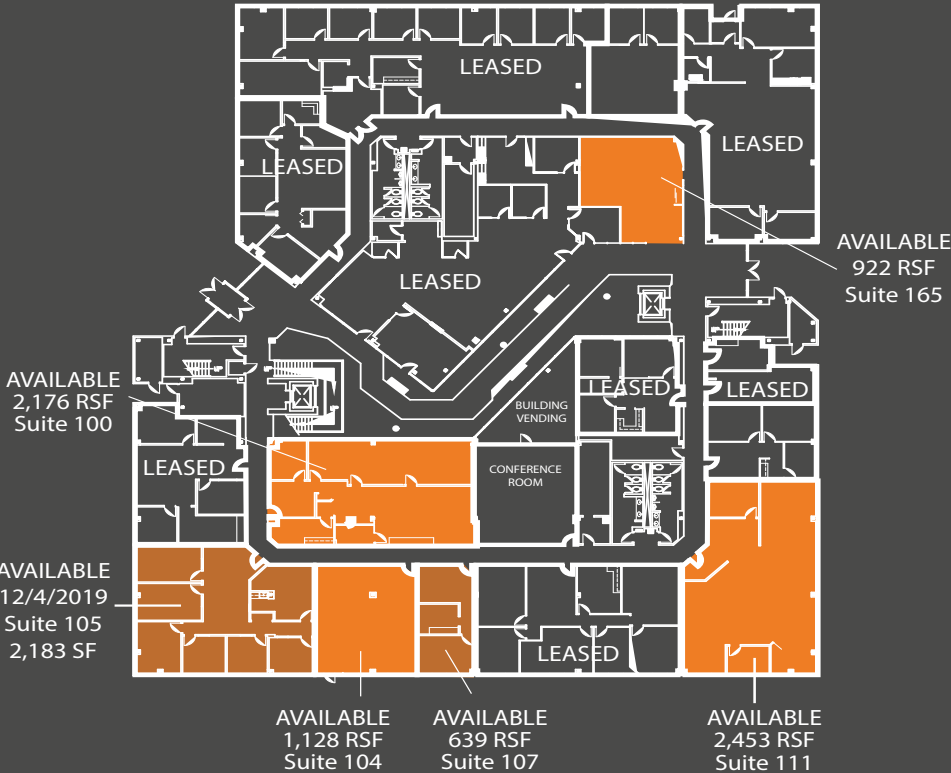 LEASED
LEASED
LEASED
AVAILABLE
922 RSF
Suite 165
LEASED
AVAILABLE
2,176 RSF
Suite 100
LEASED
LEASED
BUILDING
VENDING
LEASED
CONFERENCE
ROOM
AVAILABLE
12/4/2019
Suite 105
2,183 SF
LEASED
AVAILABLE
1,128 RSF
Suite 104
AVAILABLE
639 RSF
Suite 107
AVAILABLE
2,453 RSF
Suite 111